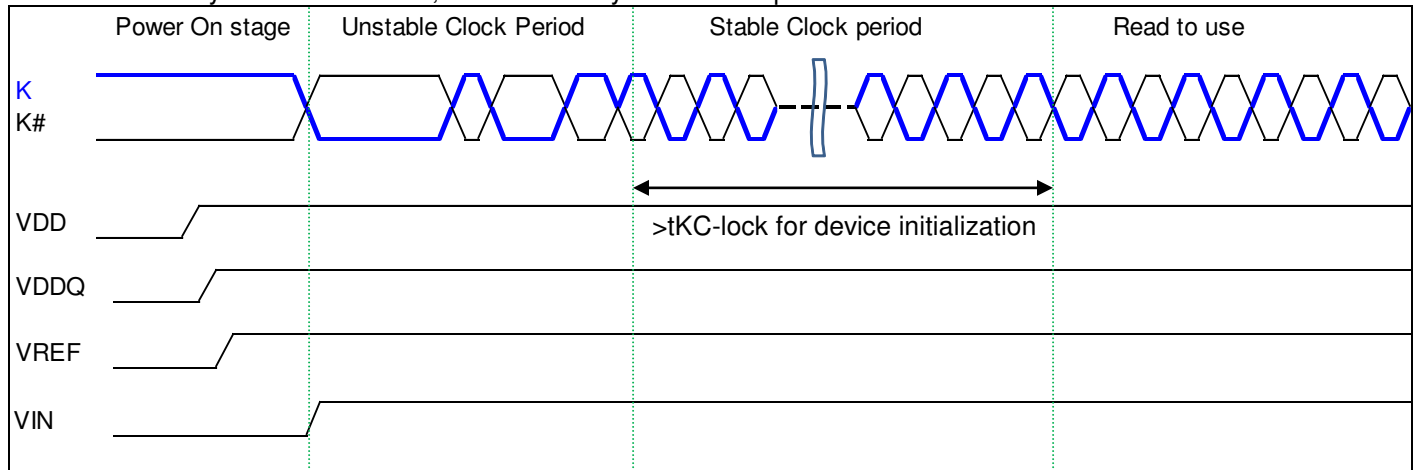 Power On stage Unstable Clock Period Stable Clock period Read to use
K
K#
>tKC-lock for device initialization
VDD
VDDQ
VREF
VIN